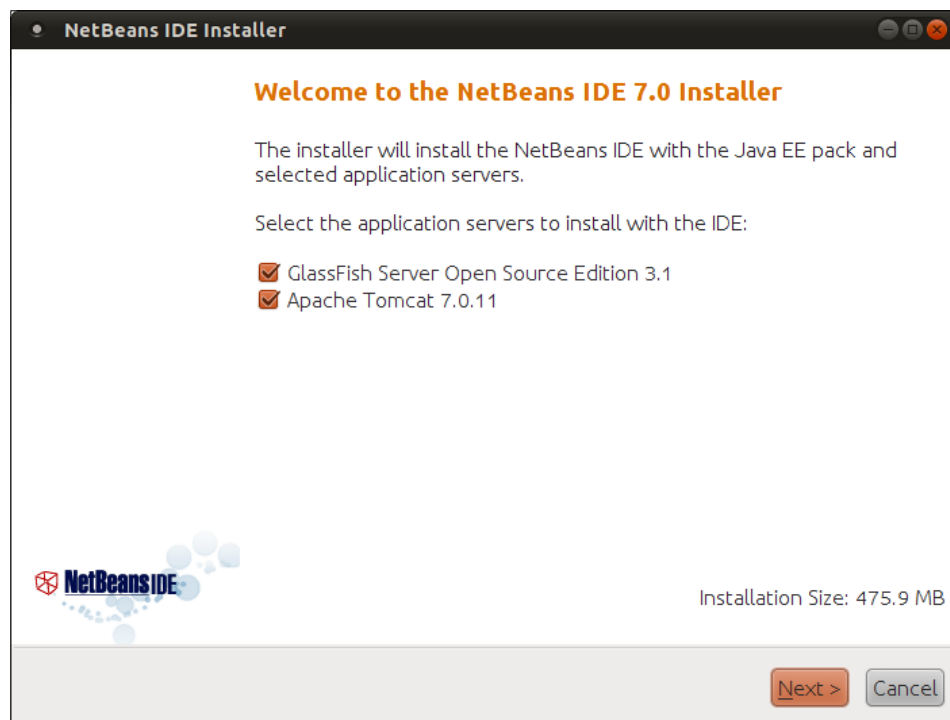 NetBeans IDE Installer
Welcome to the NetBeans IDE 7.0 Installer
The installer will install the NetBeans IDE with the Java EE pack and
selected application servers.
Select the application servers to install with the IDE:
GlassFish Server Open Source Edition 3.1
Apache Tomcat 7.0.11
NetBeans IDE
Installation Size: 475.9 MB
Next >
Cancel